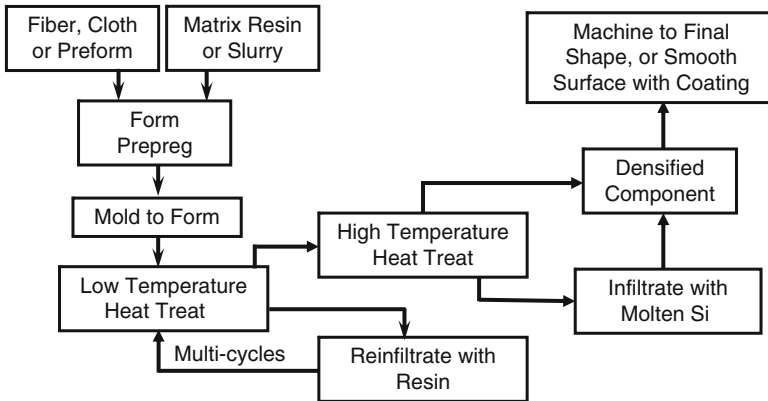 Fiber, Cloth
or Preform
Matrix Resin
or Slurry
Form
Prepreg
Mold to Form
Low Temperature
Heat Treat
Multi-cycles
Reinfiltrate with
Resin
High Temperature
Heat Treat
Infiltrate with
Molten Si
Densified
Component
Machine to Final
Shape, or Smooth
Surface with Coating